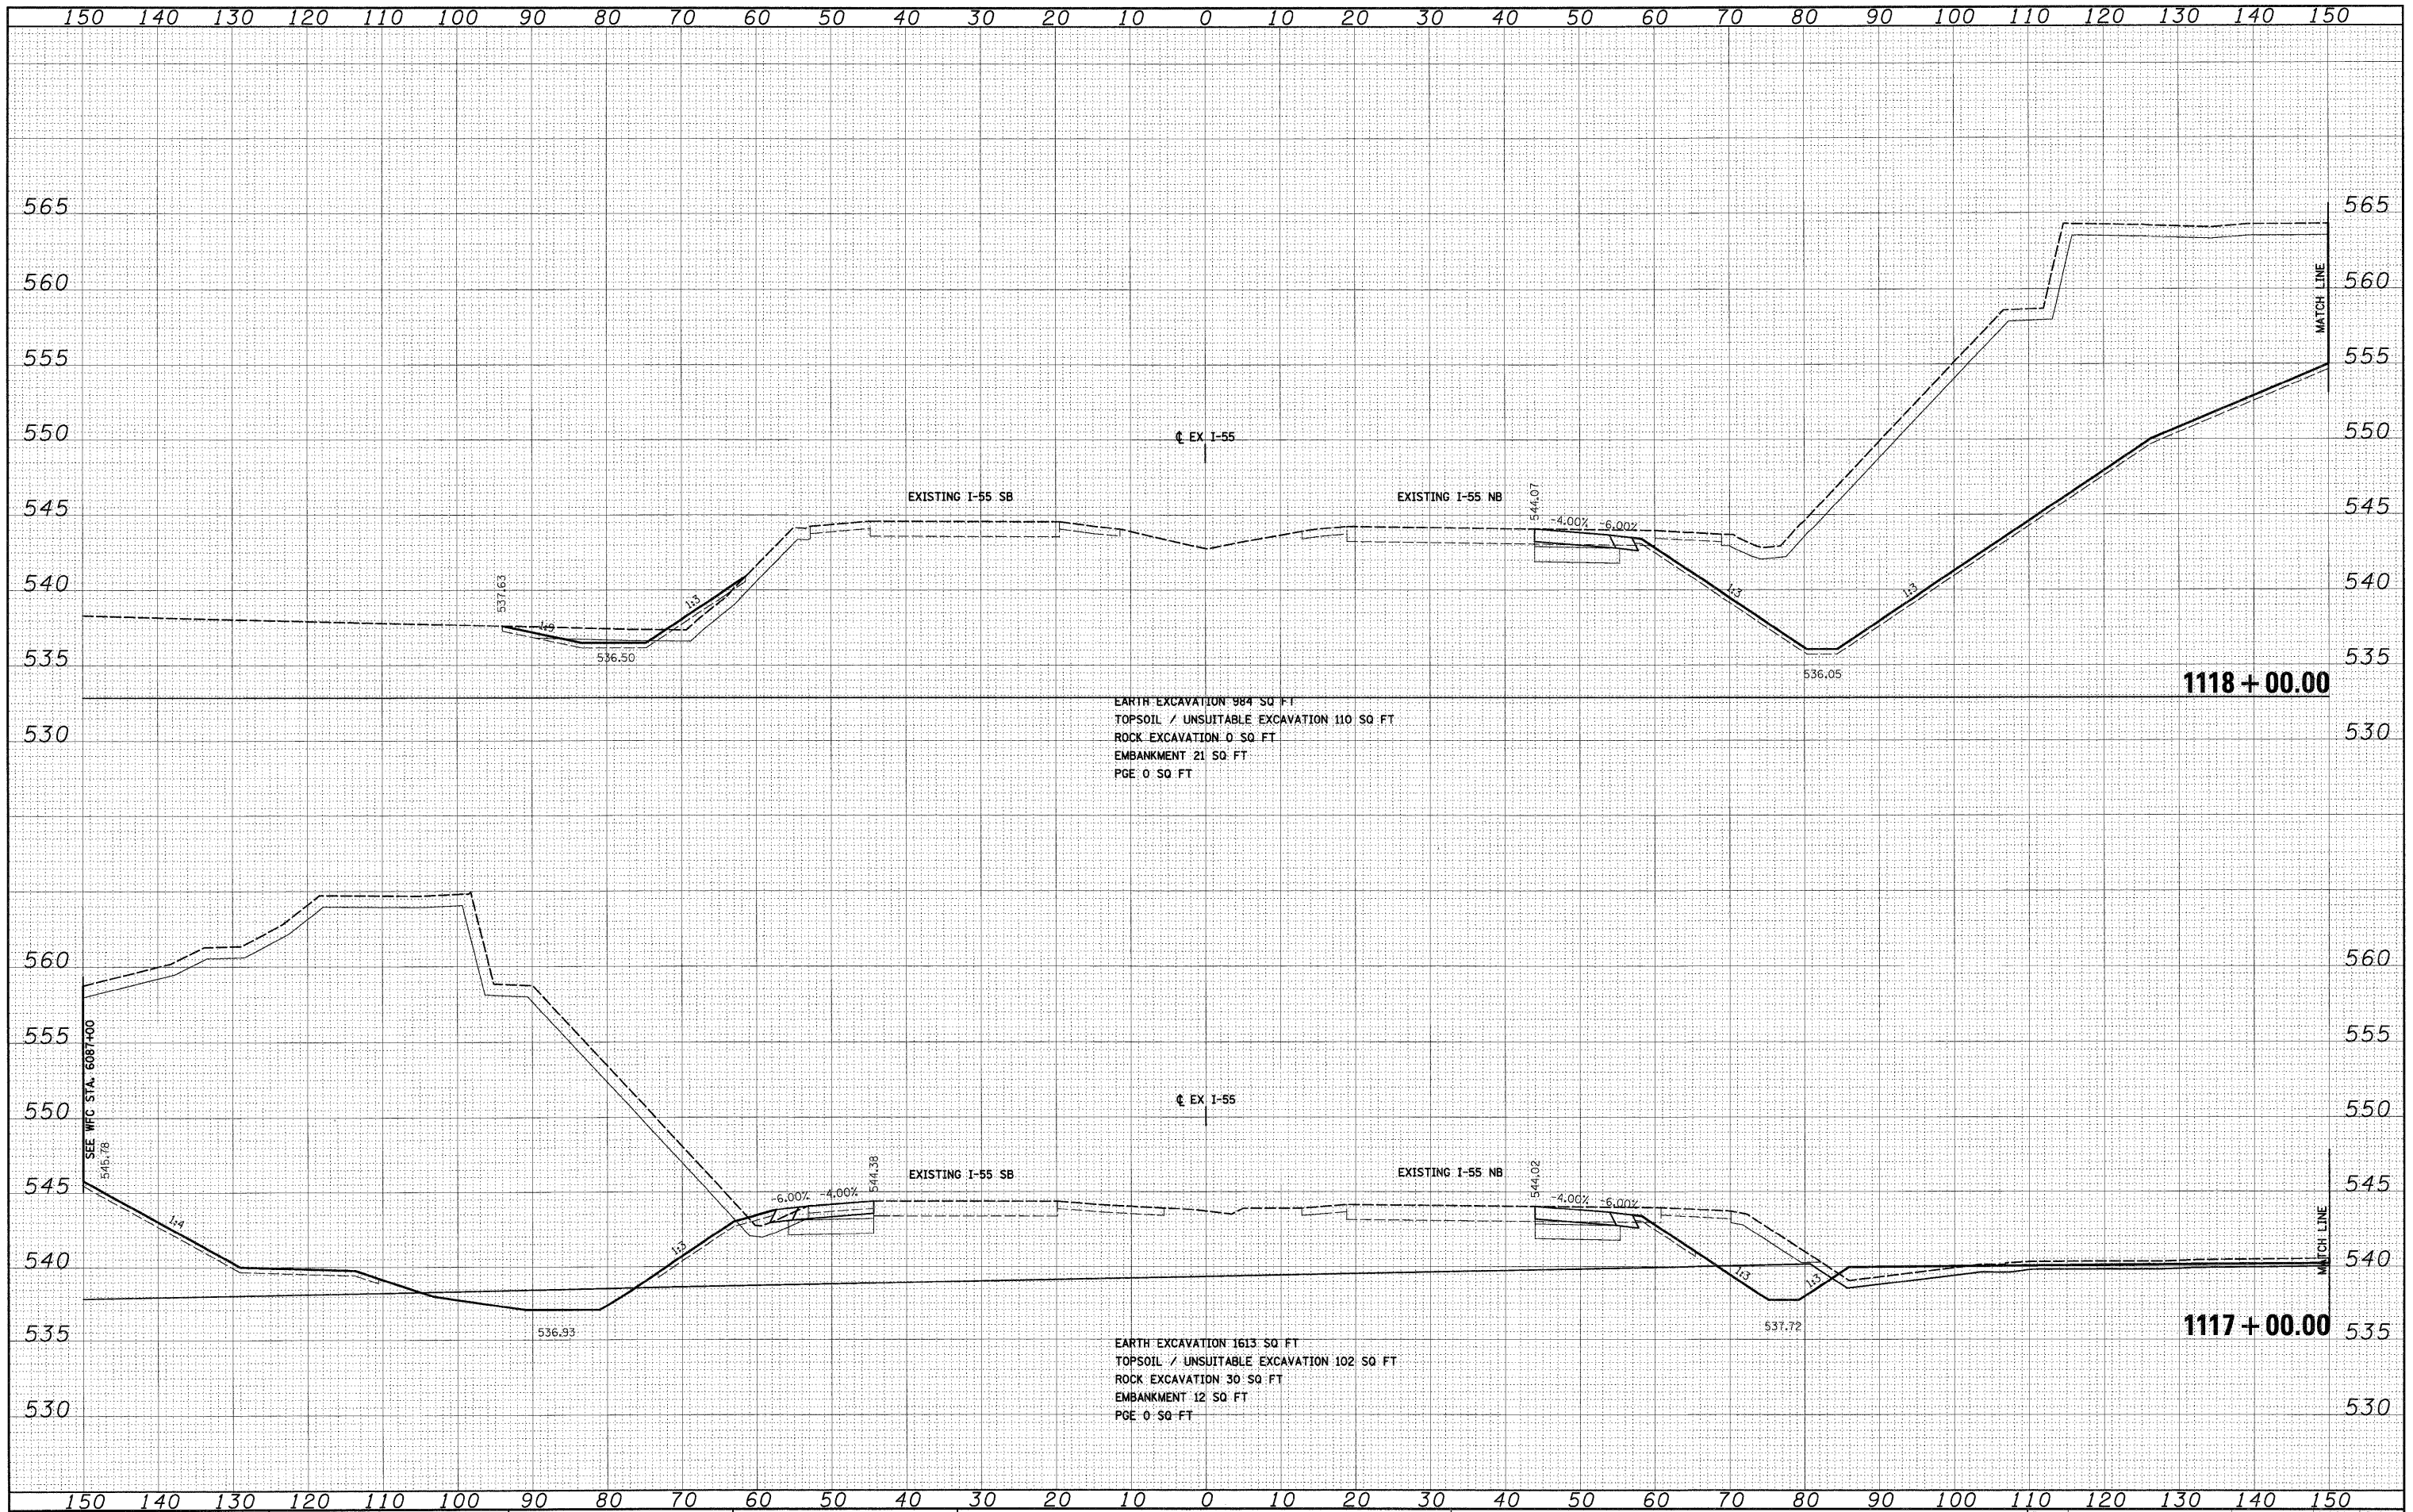 150 140 130 120 110 100 90 80 70 60 50 40 30 20 10 0 10 20 30 40 50 60 70 80 90 100 110 120 130 140 150
565 565
560 560
MATCH LINE
555 555
550 550
℄ EX I-55
EXISTING I-55 SB
EXISTING I-55 NB
544.07
545 545
-4.00% -6.00%
540 540
537.63
1:9
1:3
1:3
1:3
536.50
535 535
536.05
1118 + 00.00
EARTH EXCAVATION 984 SQ FT
TOPSOIL / UNSUITABLE EXCAVATION 110 SQ FT
ROCK EXCAVATION 0 SQ FT
EMBANKMENT 21 SQ FT
PGE 0 SQ FT
530 530
560 560
555 555
SEE WFC STA. 6087+00
550 550
℄ EX I-55
545.78
544.38
EXISTING I-55 SB
EXISTING I-55 NB
544.02
545 545
-6.00% -4.00%
-4.00% -6.00%
1:4
1:3
1:3
1:3
MATCH LINE
540 540
536.93
537.72
535 535
1117 + 00.00
EARTH EXCAVATION 1613 SQ FT
TOPSOIL / UNSUITABLE EXCAVATION 102 SQ FT
ROCK EXCAVATION 30 SQ FT
EMBANKMENT 12 SQ FT
PGE 0 SQ FT
530 530
150 140 130 120 110 100 90 80 70 60 50 40 30 20 10 0 10 20 30 40 50 60 70 80 90 100 110 120 130 140 150